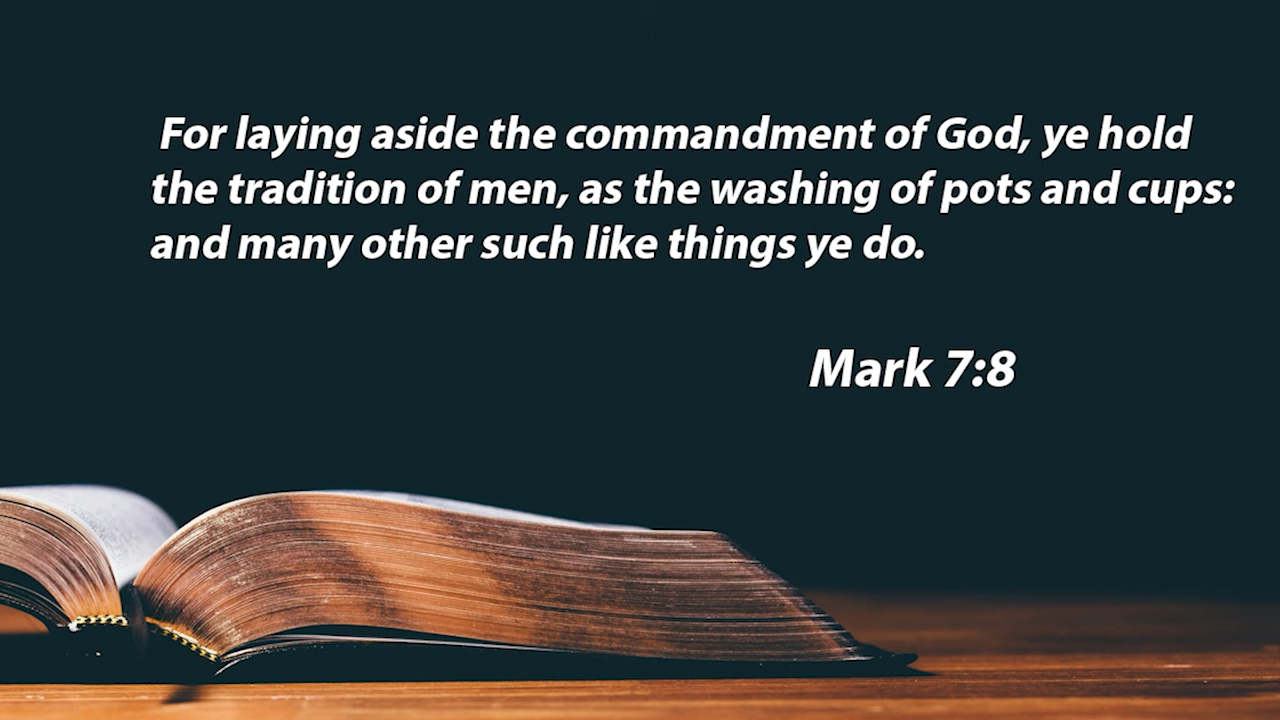 For laying aside the commandment of God, ye hold
the tradition of men, as the washing of pots and cups:
and many other such like things ye do.
Mark 7:8